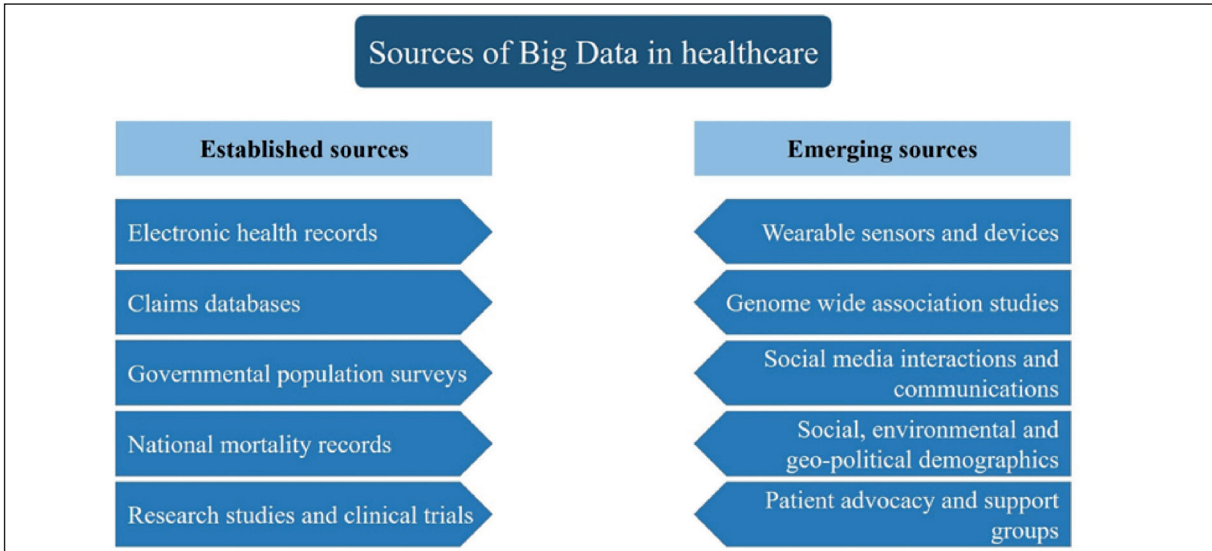 Sources of Big Data in healthcare
Established sources
Electronic health records
Claims databases
Governmental population surveys
National mortality records
Research studies and clinical trials
Emerging sources
Wearable sensors and devices
Genome wide association studies
Social media interactions and
communications
Social, environmental and
geo-political demographics
Patient advocacy and support
groups